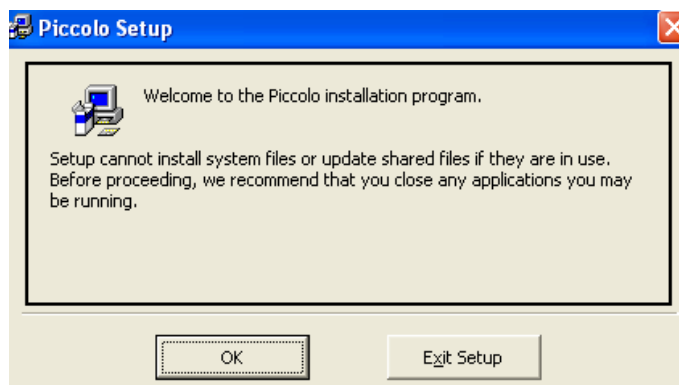 Piccolo Setup
Welcome to the Piccolo installation program.
Setup cannot install system files or update shared files if they are in use.
Before proceeding, we recommend that you close any applications you may
be running.
OK
Exit Setup